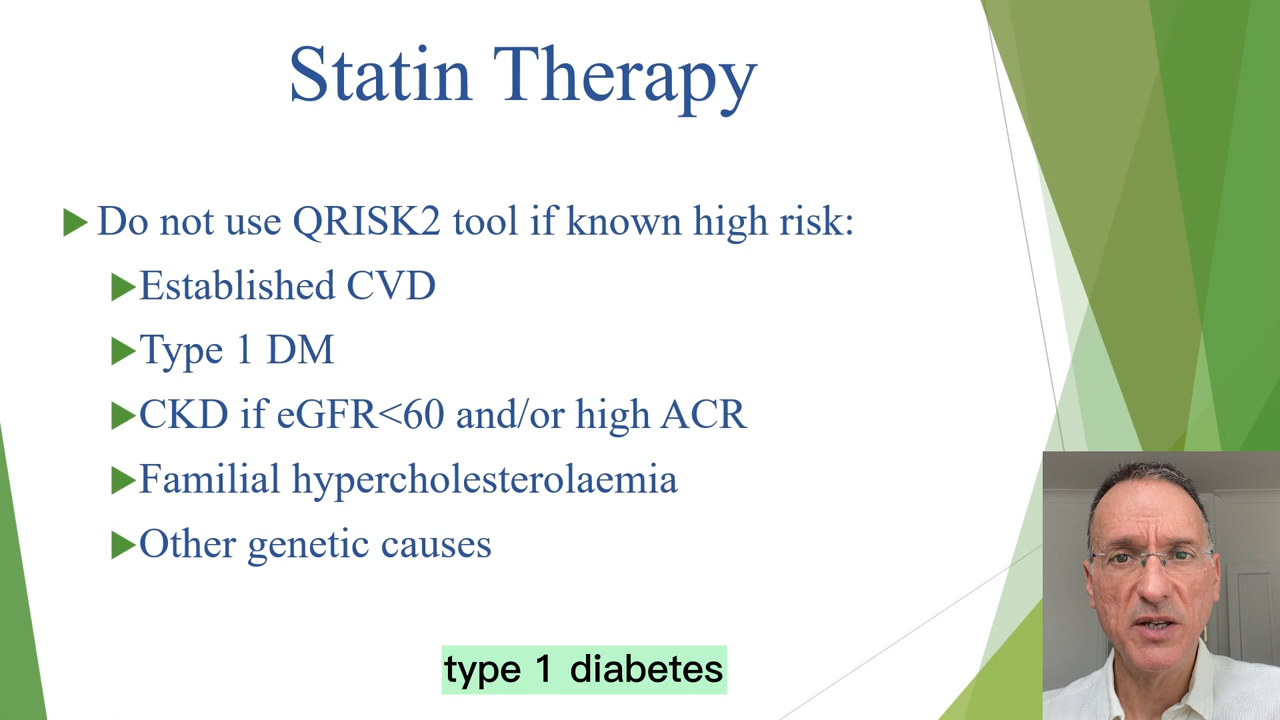 Statin Therapy
Do not use QRISK2 tool if known high risk:
Established CVD
Type 1 DM
CKD if eGFR<60 and/or high ACR
Familial hypercholesterolaemia
Other genetic causes
type 1 diabetes